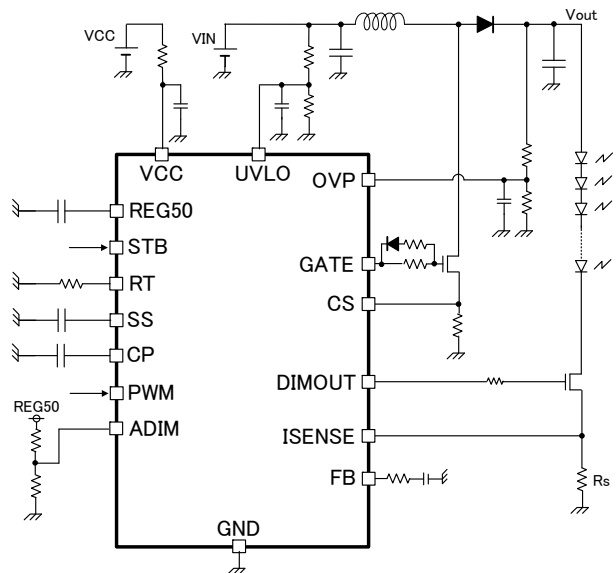 VCC
VIN
Vout
VCC
UVLO
OVP
REG50
STB
GATE
RT
CS
SS
CP
DIMOUT
PWM
REG50
ADIM
ISENSE
FB
Rs
GND